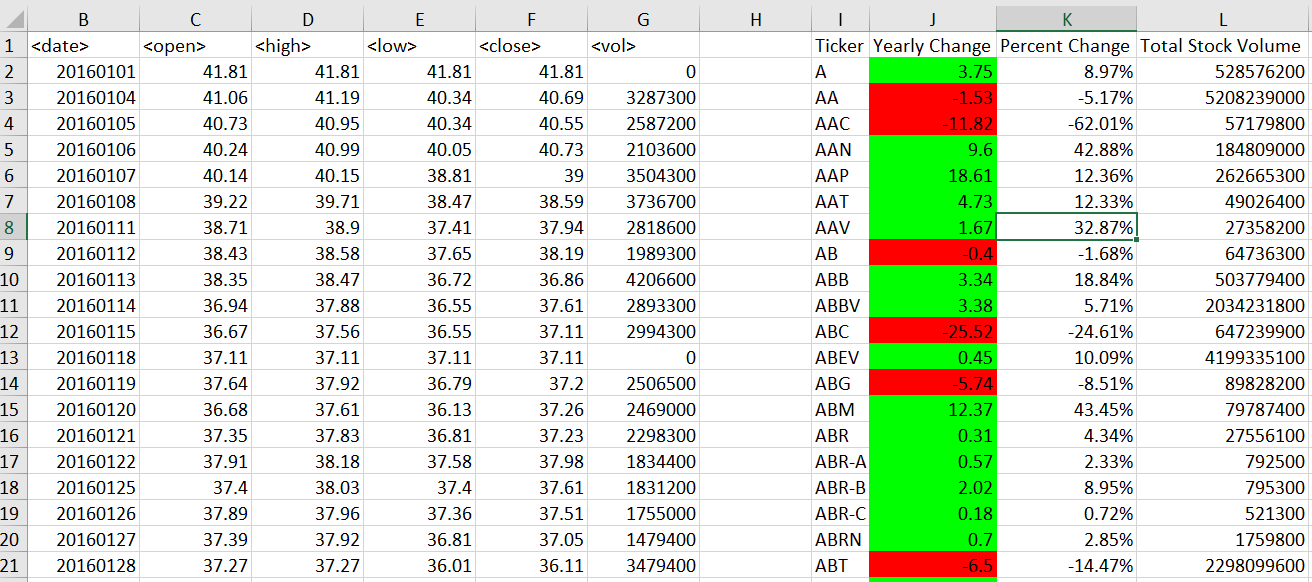 B C D E F G H I J K L
1 <date> <open> <high> <low> <close> <vol> Ticker Yearly Change Percent Change Total Stock Volume
2 20160101 41.81 41.81 41.81 41.81 0 A 3.75 8.97% 528576200
3 20160104 41.06 41.19 40.34 40.69 3287300 AA -1.53 -5.17% 5208239000
4 20160105 40.73 40.95 40.34 40.55 2587200 AAC -11.82 -62.01% 57179800
5 20160106 40.24 40.99 40.05 40.73 2103600 AAN 9.6 42.88% 184809000
6 20160107 40.14 40.15 38.81 39 3504300 AAP 18.61 12.36% 262665300
7 20160108 39.22 39.71 38.47 38.59 3736700 AAT 4.73 12.33% 49026400
8 20160111 38.71 38.9 37.41 37.94 2818600 AAV 1.67 32.87% 27358200
9 20160112 38.43 38.58 37.65 38.19 1989300 AB -0.4 -1.68% 64736300
10 20160113 38.35 38.47 36.72 36.86 4206600 ABB 3.34 18.84% 503779400
11 20160114 36.94 37.88 36.55 37.61 2893300 ABBV 3.38 5.71% 2034231800
12 20160115 36.67 37.56 36.55 37.11 2994300 ABC -25.52 -24.61% 647239900
13 20160118 37.11 37.11 37.11 37.11 0 ABEV 0.45 10.09% 4199335100
14 20160119 37.64 37.92 36.79 37.2 2506500 ABG -5.74 -8.51% 89828200
15 20160120 36.68 37.61 36.13 37.26 2469000 ABM 12.37 43.45% 79787400
16 20160121 37.35 37.83 36.81 37.23 2298300 ABR 0.31 4.34% 27556100
17 20160122 37.91 38.18 37.58 37.98 1834400 ABR-A 0.57 2.33% 792500
18 20160125 37.4 38.03 37.4 37.61 1831200 ABR-B 2.02 8.95% 795300
19 20160126 37.89 37.96 37.36 37.51 1755000 ABR-C 0.18 0.72% 521300
20 20160127 37.39 37.92 36.81 37.05 1479400 ABRN 0.7 2.85% 1759800
21 20160128 37.27 37.27 36.01 36.11 3479400 ABT -6.5 -14.47% 2298099600